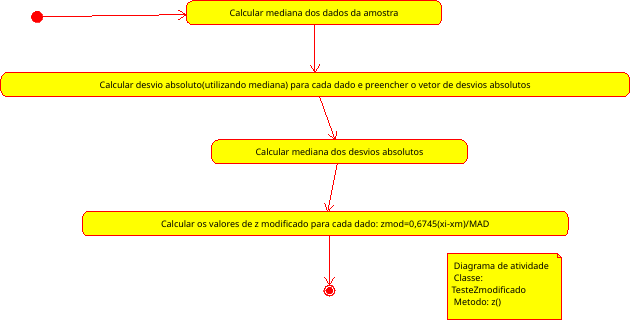 Calcular mediana dos dados da amostra
Calcular desvio absoluto(utilizando mediana) para cada dado e preencher o vetor de desvios absolutos
Calcular mediana dos desvios absolutos
Calcular os valores de z modificado para cada dado: zmod=0,6745(xi-xm)/MAD
Diagrama de atividade
Classe:
TesteZmodificado
Metodo: z()